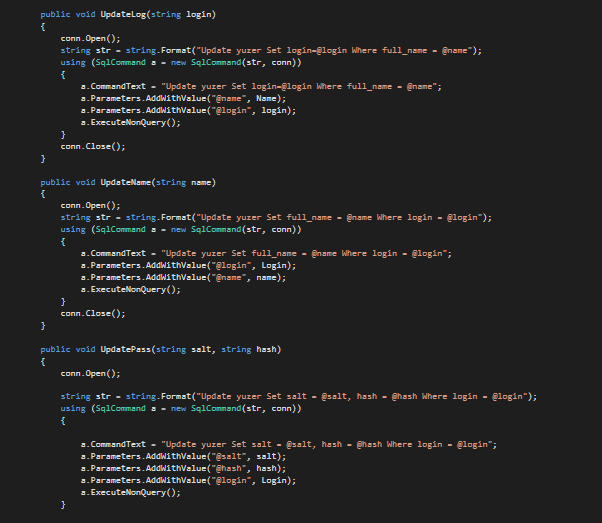 public void UpdateLog(string login)
{
conn.Open();
string str = string.Format("Update yuzer Set login=@login Where full_name = @name");
using (SqlCommand a = new SqlCommand(str, conn))
{
a.CommandText = "Update yuzer Set login=@login Where full_name = @name";
a.Parameters.AddWithValue("@name", Name);
a.Parameters.AddWithValue("@login", login);
a.ExecuteNonQuery();
}
conn.Close();
}
public void UpdateName(string name)
{
conn.Open();
string str = string.Format("Update yuzer Set full_name = @name Where login = @login");
using (SqlCommand a = new SqlCommand(str, conn))
{
a.CommandText = "Update yuzer Set full_name = @name Where login = @login";
a.Parameters.AddWithValue("@login", Login);
a.Parameters.AddWithValue("@name", name);
a.ExecuteNonQuery();
}
conn.Close();
}
public void UpdatePass(string salt, string hash)
{
conn.Open();
string str = string.Format("Update yuzer Set salt = @salt, hash = @hash Where login = @login");
using (SqlCommand a = new SqlCommand(str, conn))
{
a.CommandText = "Update yuzer Set salt = @salt, hash = @hash Where login = @login";
a.Parameters.AddWithValue("@salt", salt);
a.Parameters.AddWithValue("@hash", hash);
a.Parameters.AddWithValue("@login", Login);
a.ExecuteNonQuery();
}